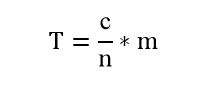 T = c/n * m